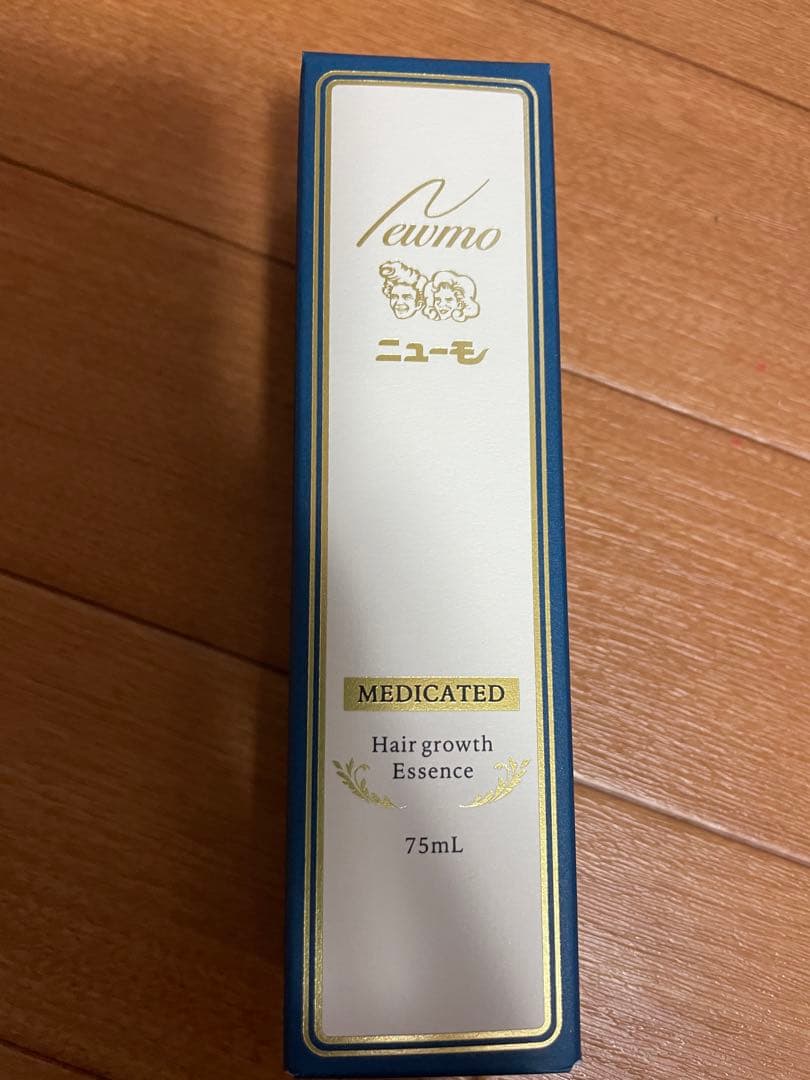 Newmo
ニューモ
MEDICATED
Hair growth
Essence
75mL